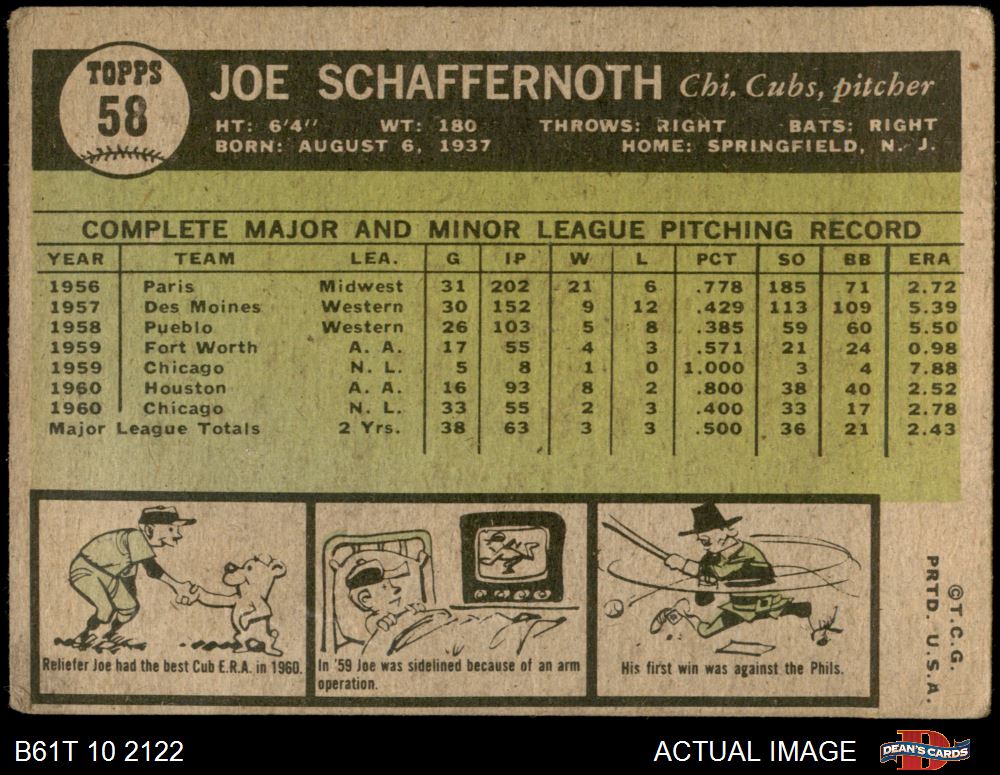 TOPPS
58
JOE SCHAFFERNOTH Chi, Cubs, pitcher
HT: 6'4" WT: 180 THROWS: RIGHT BATS: RIGHT
BORN: AUGUST 6, 1937 HOME: SPRINGFIELD, N. J.
COMPLETE MAJOR AND MINOR LEAGUE PITCHING RECORD
YEAR TEAM LEA. G IP W L PCT SO BB ERA
1956 Paris Midwest 31 202 21 6 .778 185 71 2.72
1957 Des Moines Western 30 152 9 12 .429 113 109 5.39
1958 Pueblo Western 26 103 5 8 .385 59 60 5.50
1959 Fort Worth A. A. 17 55 4 3 .571 21 24 0.98
1959 Chicago N. L. 5 8 1 0 1.000 3 4 7.88
1960 Houston A. A. 16 93 8 2 .800 38 40 2.52
1960 Chicago N. L. 33 55 2 3 .400 33 17 2.78
Major League Totals 2 Yrs. 38 63 3 3 .500 36 21 2.43
Reliefer Joe had the best Cub E.R.A. in 1960.
In '59 Joe was sidelined because of an arm
operation.
His first win was against the Phils.
©T.C.G.
PRTD. U.S.A.
B61T 10 2122 ACTUAL IMAGE
D
DEAN'S CARDS